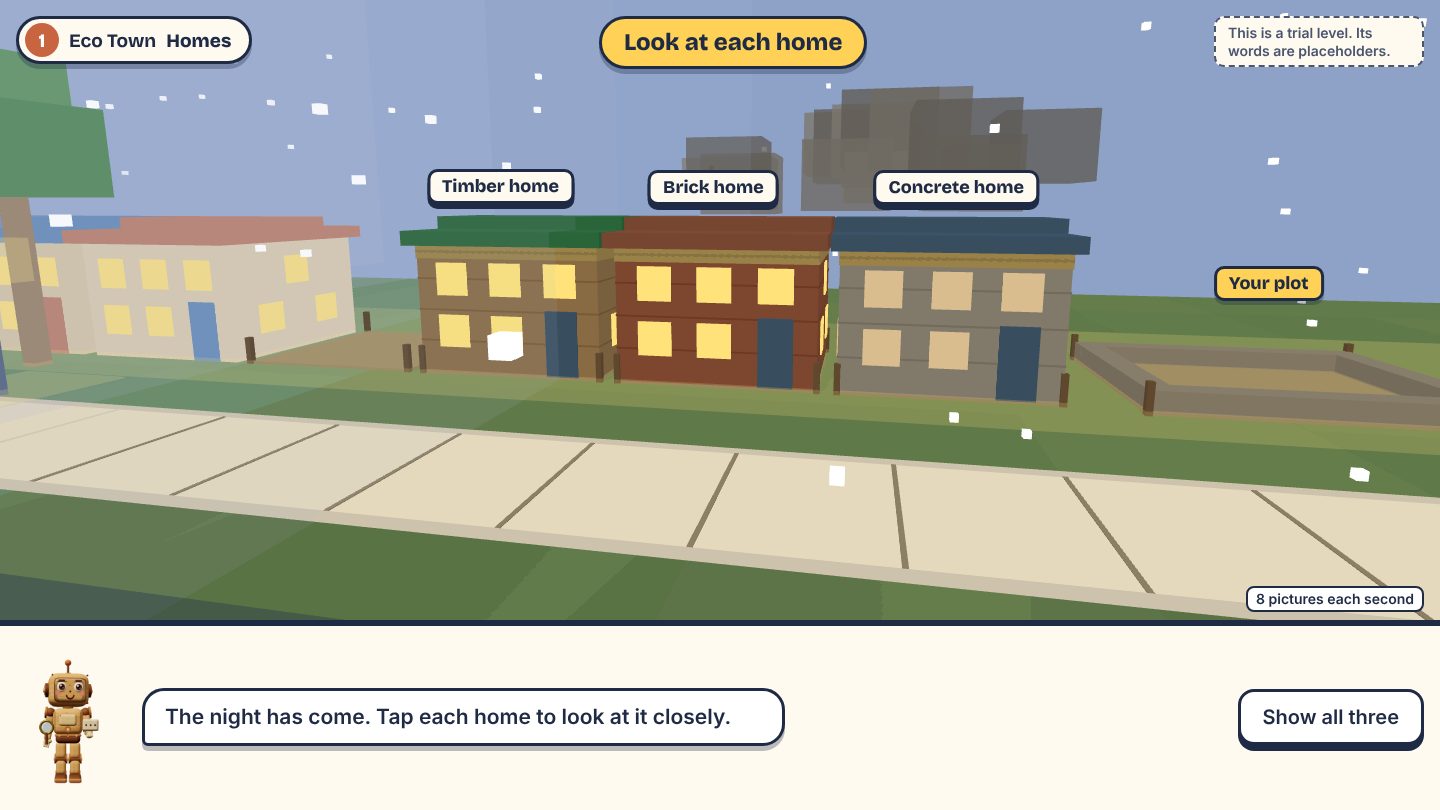 1 Eco Town Homes
Look at each home
This is a trial level. Its
words are placeholders.
Timber home
Brick home
Concrete home
Your plot
8 pictures each second
The night has come. Tap each home to look at it closely.
Show all three